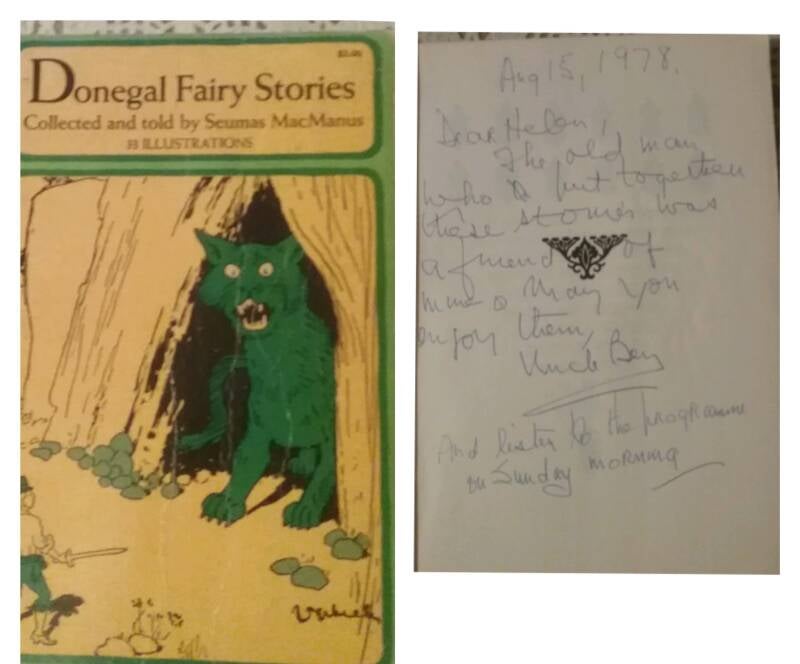 Donegal Fairy Stories
Collected and told by Seumas MacManus
33 ILLUSTRATIONS
Aug 15, 1978.
Dear Helen,
The old man
who put together
these stories was
a friend of
mine May you
enjoy them,
Uncle Ben
And listen to the programme
on Sunday morning